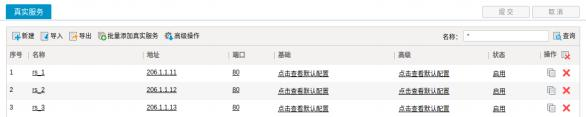 真实服务 提 交 取 消
新建 导入 导出 批量添加真实服务 高级操作 名称： * 查询
序号 名称 地址 端口 基础 高级 状态 操作
1 rs_1 206.1.1.11 80 点击查看默认配置 点击查看默认配置 启用
2 rs_2 206.1.1.12 80 点击查看默认配置 点击查看默认配置 启用
3 rs_3 206.1.1.13 80 点击查看默认配置 点击查看默认配置 启用